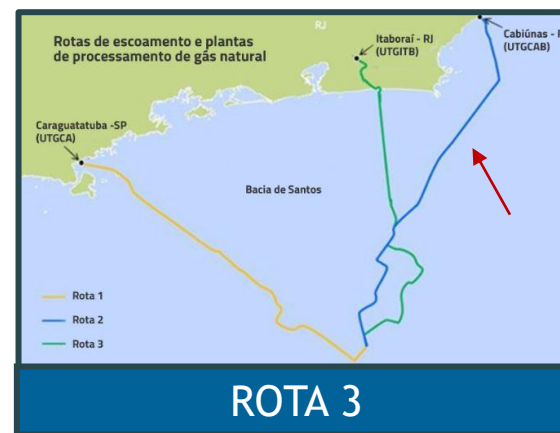 RJ
Rotas de escoamento e plantas
de processamento de gás natural
Itaboraí - RJ
(UTGITB)
Cabiúnas -
(UTGCAB)
Caraguatatuba -SP
(UTGCA)
Bacia de Santos
Rota 1
Rota 2
Rota 3
ROTA 3